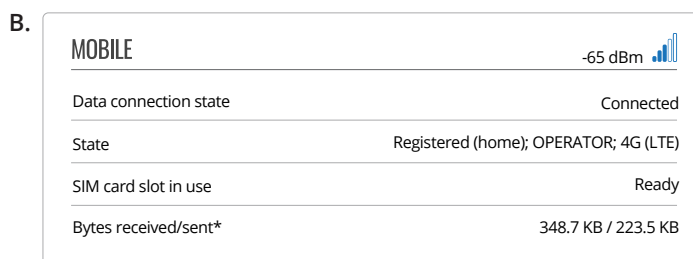 B.
MOBILE -65 dBm
Data connection state Connected
State Registered (home); OPERATOR; 4G (LTE)
SIM card slot in use Ready
Bytes received/sent* 348.7 KB / 223.5 KB